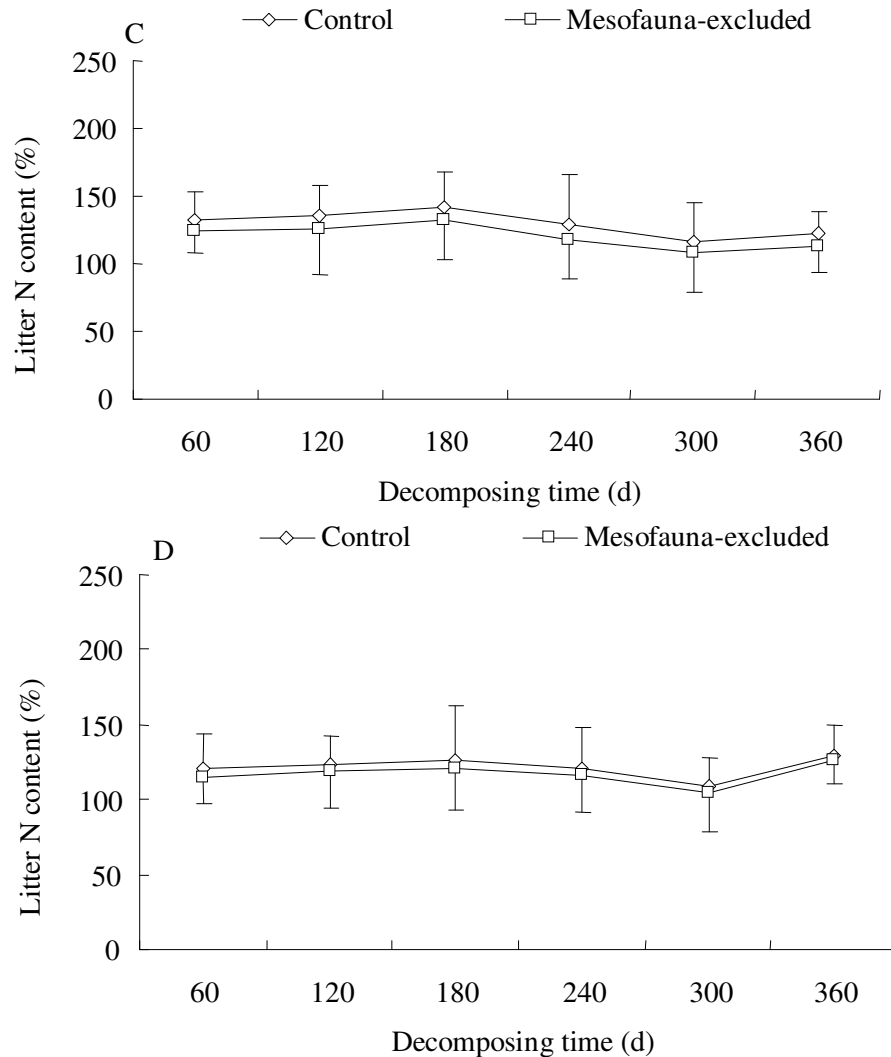 C
Control Mesofauna-excluded
250
200
150
100
50
0
Litter N content (%)
60 120 180 240 300 360
Decomposing time (d)
D
Control Mesofauna-excluded
250
200
150
100
50
0
Litter N content (%)
60 120 180 240 300 360
Decomposing time (d)